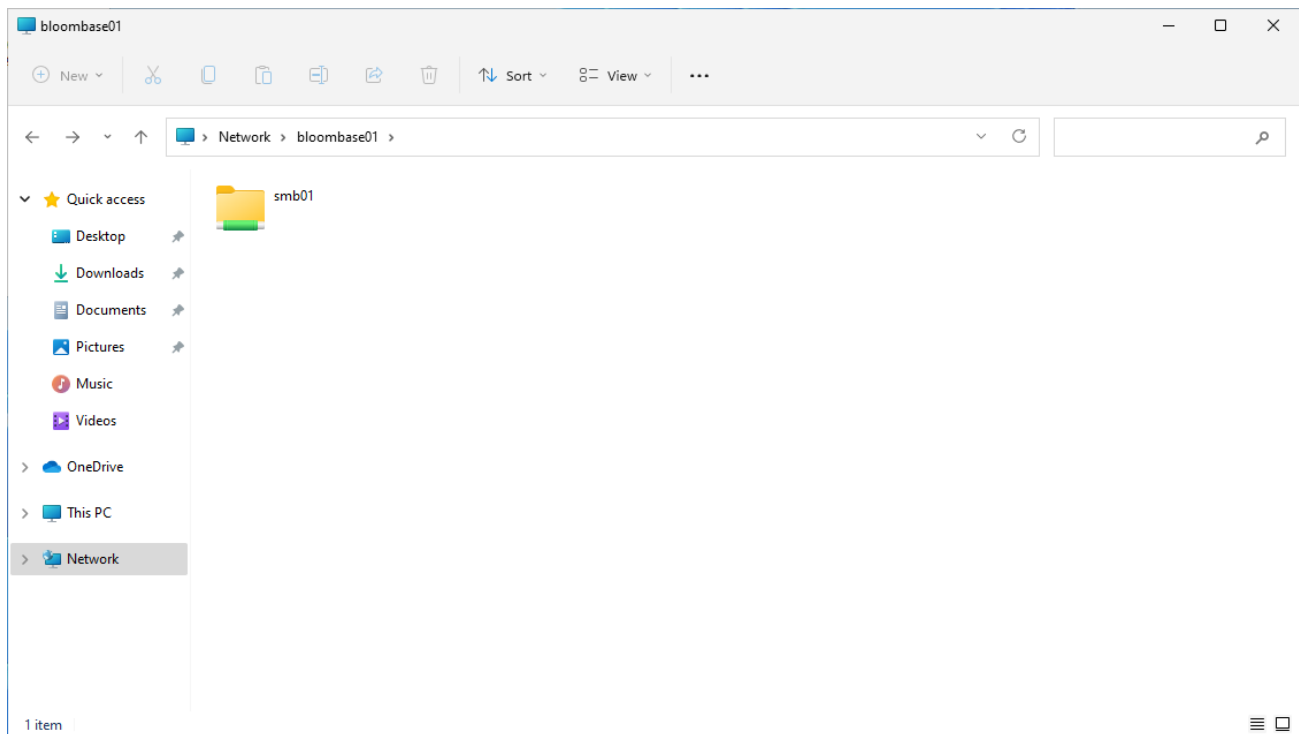 bloombase01
New
Sort
View
Network > bloombase01 >
Quick access
smb01
Desktop
Downloads
Documents
Pictures
Music
Videos
OneDrive
This PC
Network
1 item